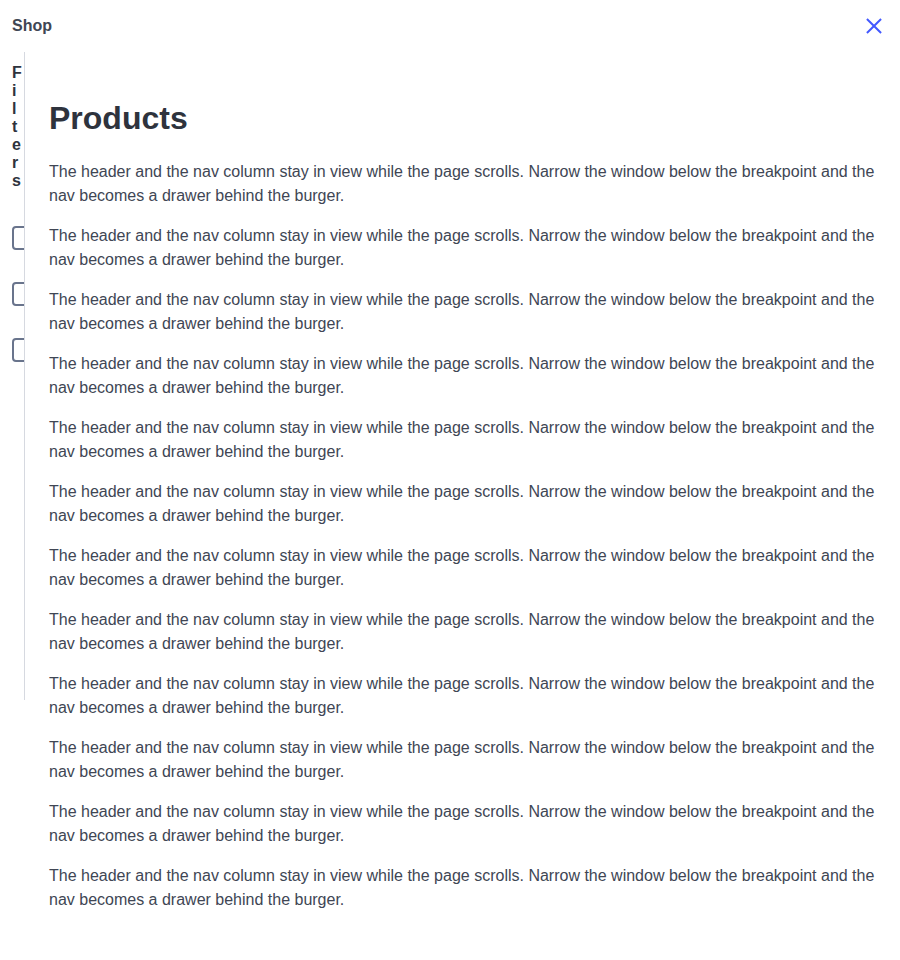 Shop
Filters
Products
The header and the nav column stay in view while the page scrolls. Narrow the window below the breakpoint and the
nav becomes a drawer behind the burger.
The header and the nav column stay in view while the page scrolls. Narrow the window below the breakpoint and the
nav becomes a drawer behind the burger.
The header and the nav column stay in view while the page scrolls. Narrow the window below the breakpoint and the
nav becomes a drawer behind the burger.
The header and the nav column stay in view while the page scrolls. Narrow the window below the breakpoint and the
nav becomes a drawer behind the burger.
The header and the nav column stay in view while the page scrolls. Narrow the window below the breakpoint and the
nav becomes a drawer behind the burger.
The header and the nav column stay in view while the page scrolls. Narrow the window below the breakpoint and the
nav becomes a drawer behind the burger.
The header and the nav column stay in view while the page scrolls. Narrow the window below the breakpoint and the
nav becomes a drawer behind the burger.
The header and the nav column stay in view while the page scrolls. Narrow the window below the breakpoint and the
nav becomes a drawer behind the burger.
The header and the nav column stay in view while the page scrolls. Narrow the window below the breakpoint and the
nav becomes a drawer behind the burger.
The header and the nav column stay in view while the page scrolls. Narrow the window below the breakpoint and the
nav becomes a drawer behind the burger.
The header and the nav column stay in view while the page scrolls. Narrow the window below the breakpoint and the
nav becomes a drawer behind the burger.
The header and the nav column stay in view while the page scrolls. Narrow the window below the breakpoint and the
nav becomes a drawer behind the burger.